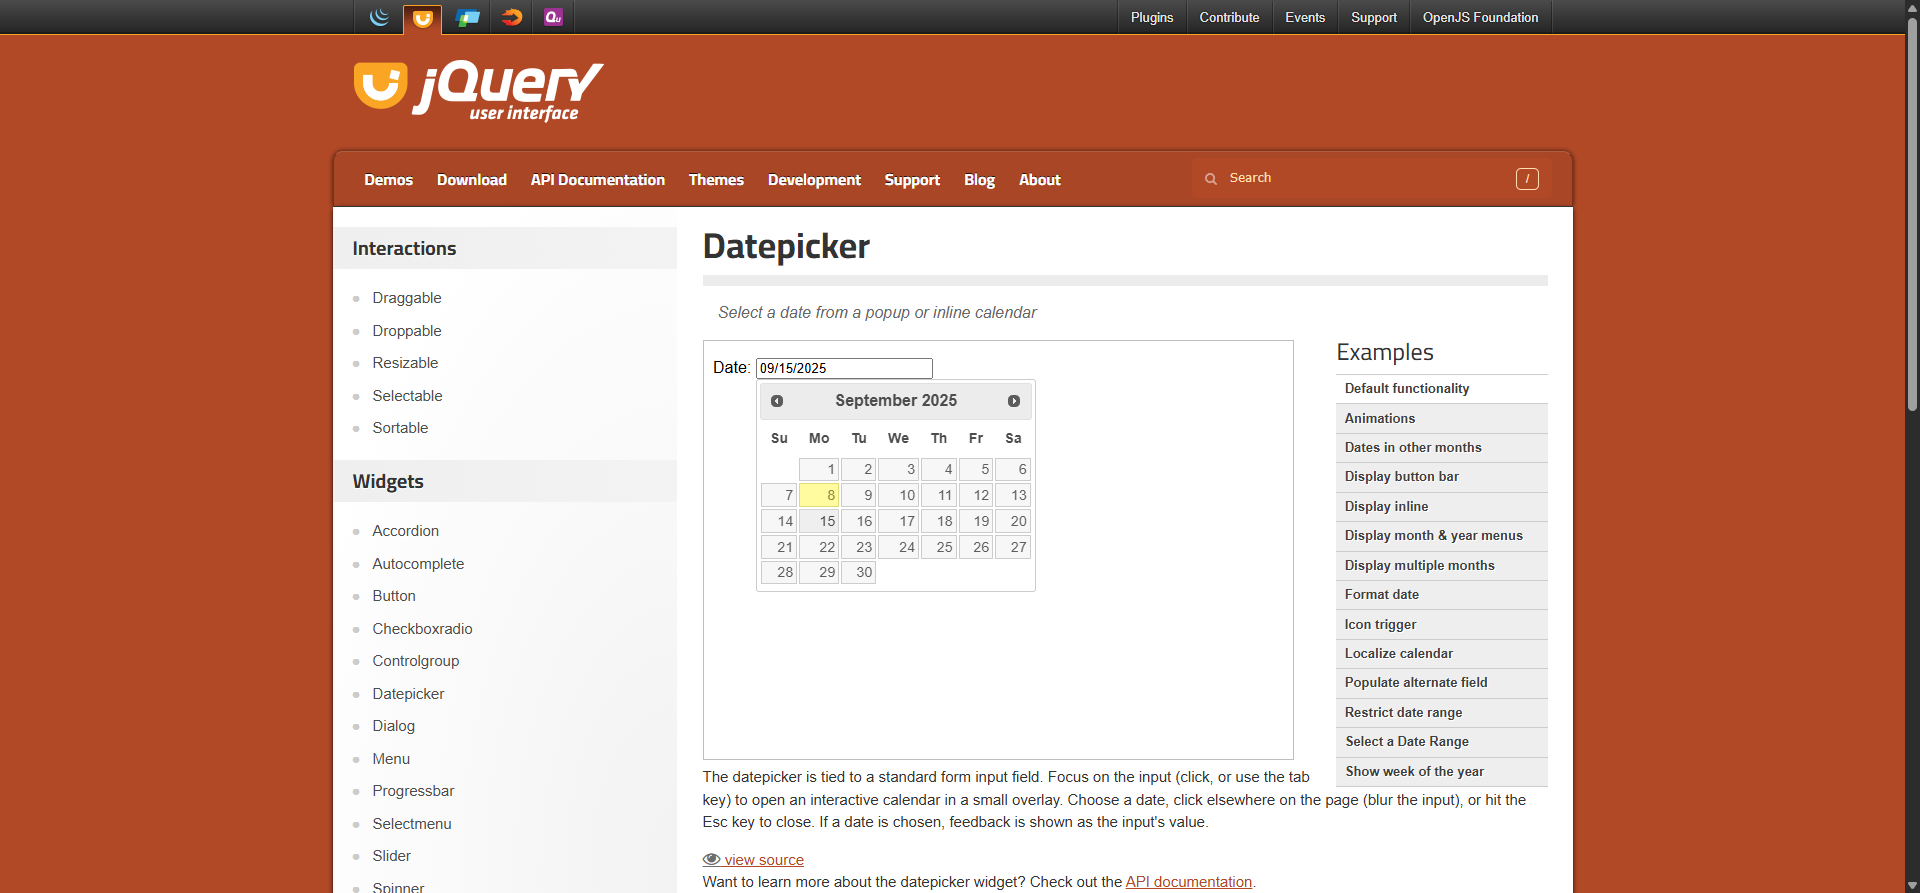 Qu
Plugins Contribute Events Support OpenJS Foundation
jQuery
user interface
Demos Download API Documentation Themes Development Support Blog About Search /
Interactions
Draggable
Droppable
Resizable
Selectable
Sortable
Widgets
Accordion
Autocomplete
Button
Checkboxradio
Controlgroup
Datepicker
Dialog
Menu
Progressbar
Selectmenu
Slider
Spinner
Datepicker
Select a date from a popup or inline calendar
Date: 09/15/2025
September 2025
Su Mo Tu We Th Fr Sa
1 2 3 4 5 6
7 8 9 10 11 12 13
14 15 16 17 18 19 20
21 22 23 24 25 26 27
28 29 30
Examples
Default functionality
Animations
Dates in other months
Display button bar
Display inline
Display month & year menus
Display multiple months
Format date
Icon trigger
Localize calendar
Populate alternate field
Restrict date range
Select a Date Range
Show week of the year
The datepicker is tied to a standard form input field. Focus on the input (click, or use the tab
key) to open an interactive calendar in a small overlay. Choose a date, click elsewhere on the page (blur the input), or hit the
Esc key to close. If a date is chosen, feedback is shown as the input's value.
view source
Want to learn more about the datepicker widget? Check out the API documentation.